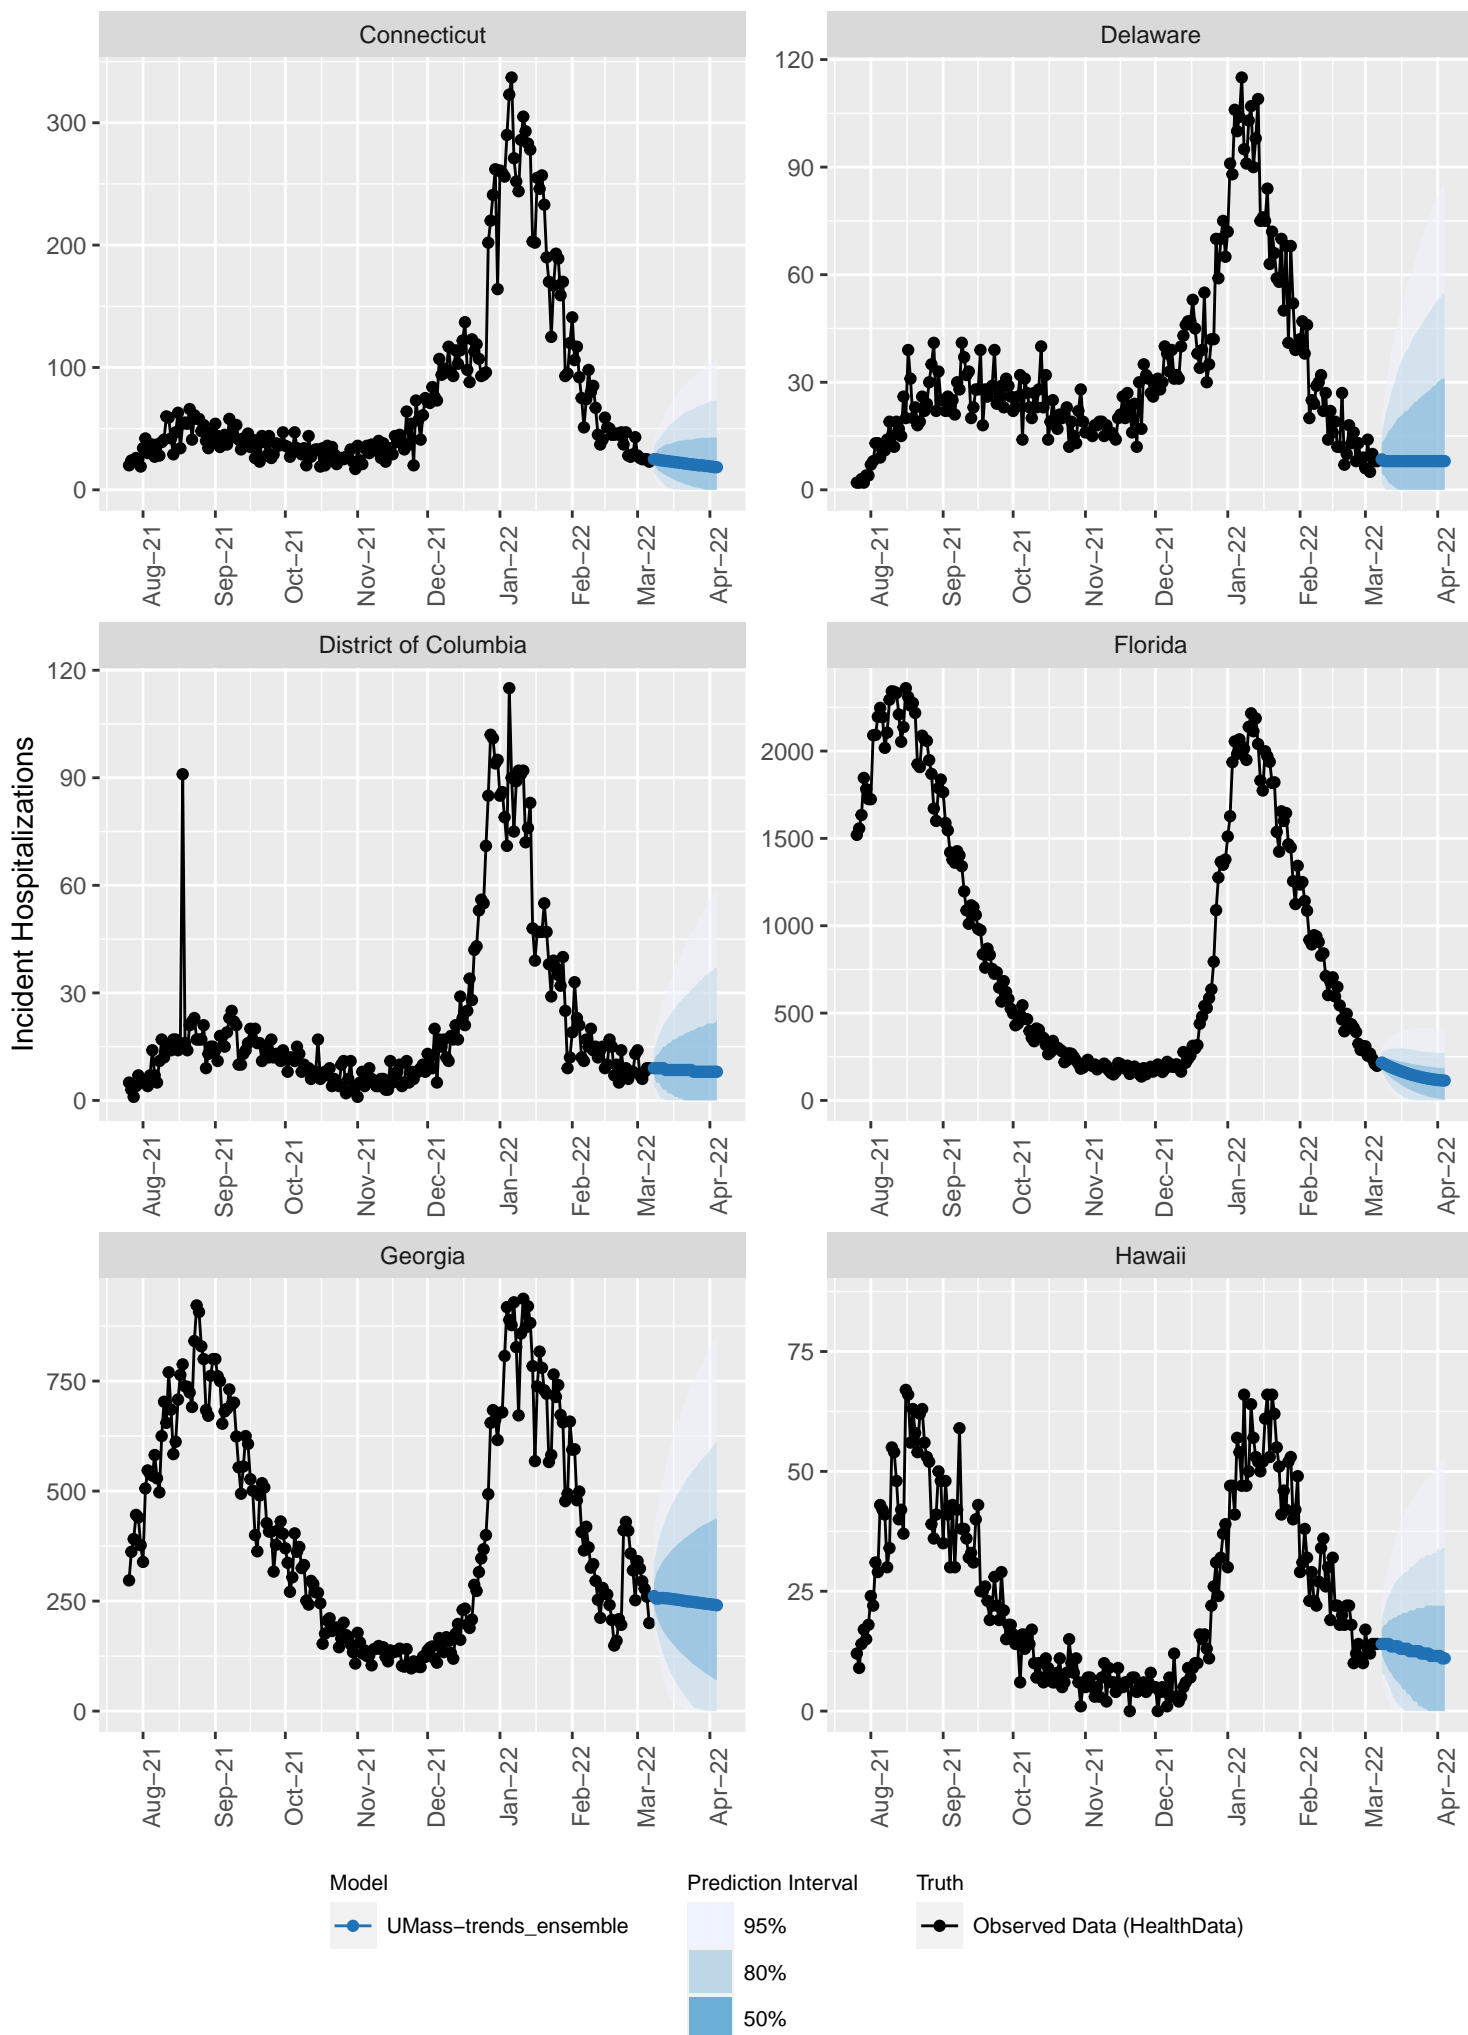 Connecticut
Delaware
300
200
100
0
120
90
60
30
0
Aug−21
Sep−21
Oct−21
Nov−21
Dec−21
Jan−22
Feb−22
Mar−22
Apr−22
Aug−21
Sep−21
Oct−21
Nov−21
Dec−21
Jan−22
Feb−22
Mar−22
Apr−22
District of Columbia
Florida
Incident Hospitalizations
120
90
60
30
0
2000
1500
1000
500
0
Aug−21
Sep−21
Oct−21
Nov−21
Dec−21
Jan−22
Feb−22
Mar−22
Apr−22
Aug−21
Sep−21
Oct−21
Nov−21
Dec−21
Jan−22
Feb−22
Mar−22
Apr−22
Georgia
Hawaii
750
500
250
0
75
50
25
0
Aug−21
Sep−21
Oct−21
Nov−21
Dec−21
Jan−22
Feb−22
Mar−22
Apr−22
Aug−21
Sep−21
Oct−21
Nov−21
Dec−21
Jan−22
Feb−22
Mar−22
Apr−22
Model
UMass−trends_ensemble
Prediction Interval
95%
80%
50%
Truth
Observed Data (HealthData)